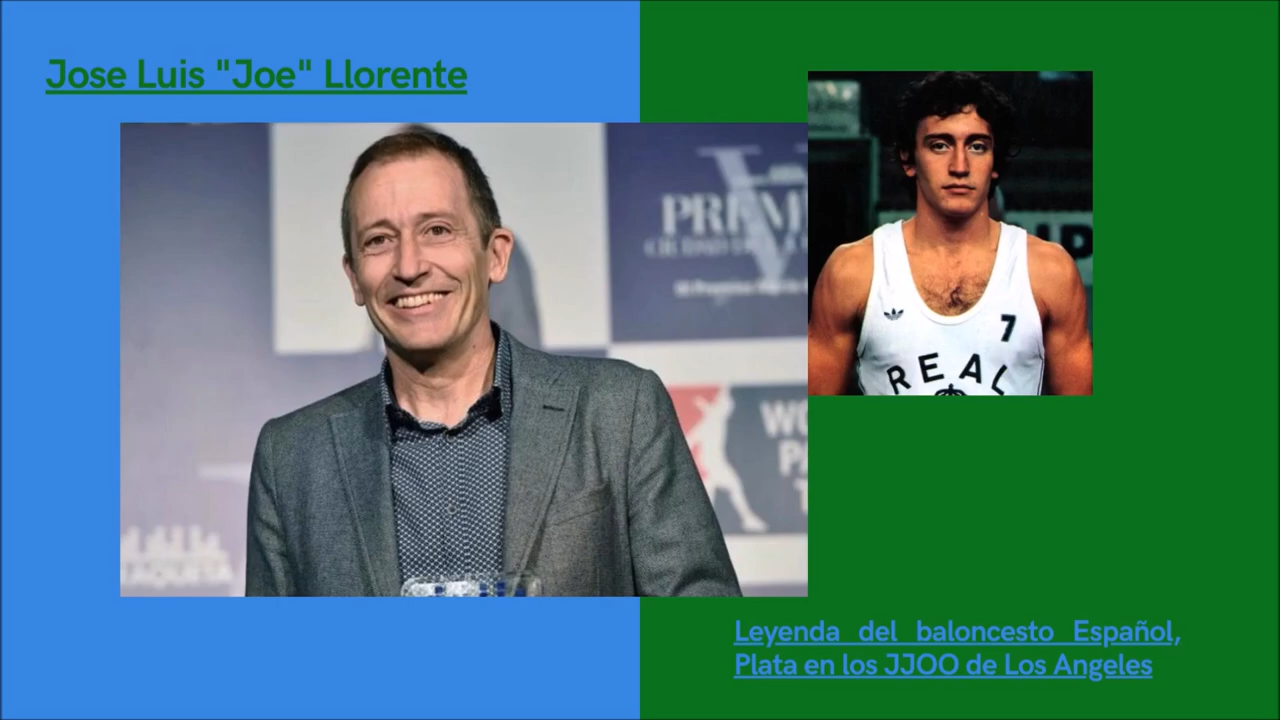 Jose Luis "Joe" Llorente
7
REAL
Leyenda del baloncesto Español,
Plata en los JJOO de Los Angeles